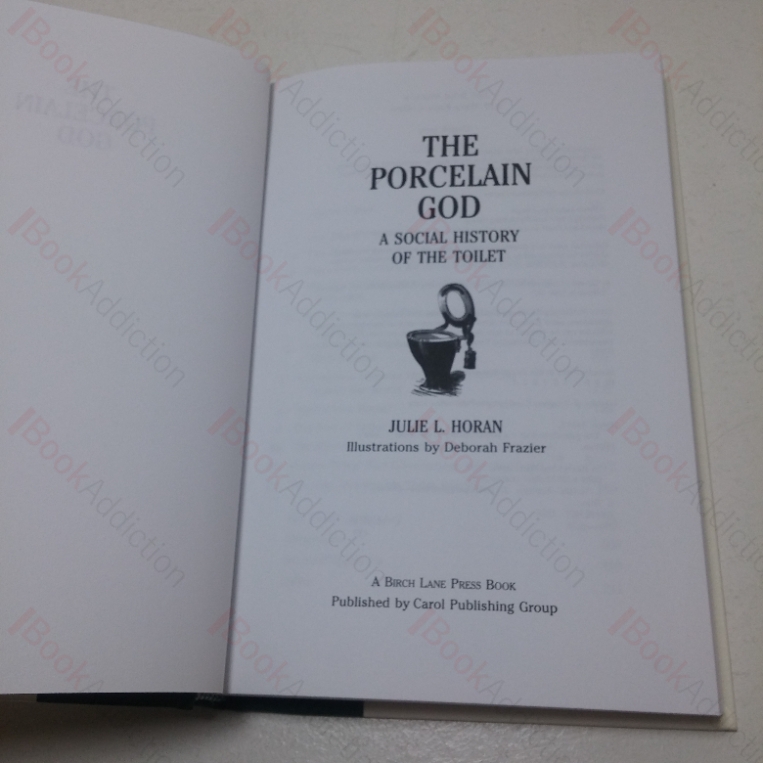 THE
PORCELAIN
GOD
A SOCIAL HISTORY
OF THE TOILET
JULIE L. HORAN
Illustrations by Deborah Frazier
A BIRCH LANE PRESS BOOK
Published by Carol Publishing Group
BookAddiction